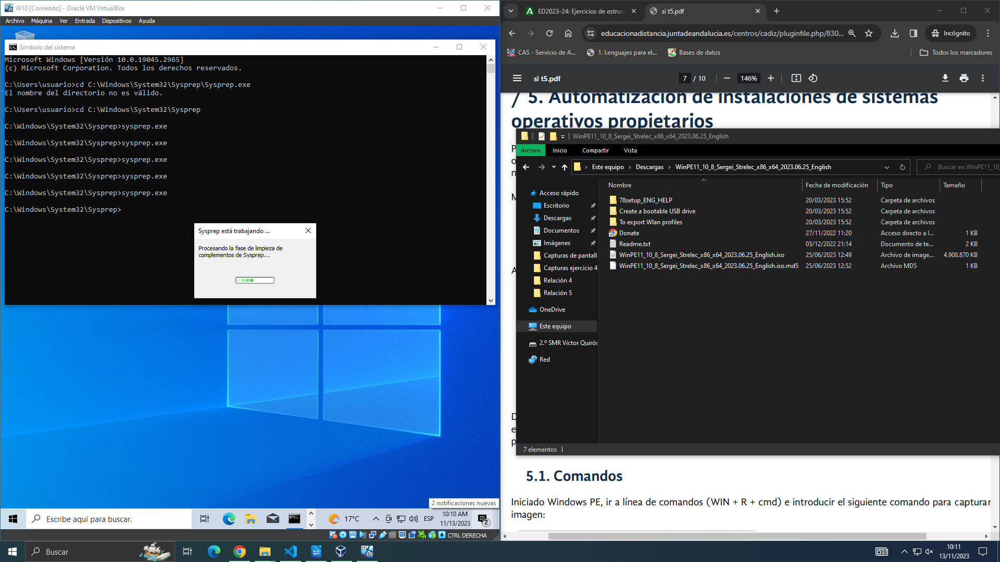 W10 [Corriendo] - Oracle VM VirtualBox
Archivo Máquina Ver Entrada Dispositivos Ayuda
Símbolo del sistema
Microsoft Windows [Versión 10.0.19045.2965]
(c) Microsoft Corporation. Todos los derechos reservados.
C:\Users\usuario>cd C:\Windows\System32\Sysprep\Sysprep.exe
El nombre del directorio no es válido.
C:\Users\usuario>cd C:\Windows\System32\Sysprep
C:\Windows\System32\Sysprep>sysprep.exe
C:\Windows\System32\Sysprep>sysprep.exe
C:\Windows\System32\Sysprep>sysprep.exe
C:\Windows\System32\Sysprep>sysprep.exe
C:\Windows\System32\Sysprep>sysprep.exe
C:\Windows\System32\Sysprep>
Sysprep está trabajando ...
Procesando la fase de limpieza de
complementos de Sysprep...
2 notificaciones nuevas
Escribe aquí para buscar.
17°C
ESP
10:10 AM
11/13/2023
2
CTRL DERECHA
ED2023-24: Ejercicios de estruc
si t5.pdf
educacionadistancia.juntadeandalucia.es/centros/cadiz/pluginfile.php/830...
Incógnito
CAS - Servicio de A...
1. Lenguajes para el...
Bases de datos
Todos los marcadores
si t5.pdf
7 / 10
146%
/ 5. Automatización de instalaciones de sistemas
operativos propietarios
WinPE11_10_8_Sergei_Strelec_x86_x64_2023.06.25_English
Archivo Inicio Compartir Vista
Este equipo > Descargas > WinPE11_10_8_Sergei_Strelec_x86_x64_2023.06.25_English
Buscar en WinPE11_10_
Nombre Fecha de modificación Tipo Tamaño
78setup_ENG_HELP 20/03/2023 15:52 Carpeta de archivos
Create a bootable USB drive 20/03/2023 15:52 Carpeta de archivos
To export Wlan profiles 20/03/2023 15:52 Carpeta de archivos
Donate 27/11/2022 11:20 Acceso directo a I... 1 KB
Readme.txt 03/12/2022 21:14 Documento de te... 2 KB
WinPE11_10_8_Sergei_Strelec_x86_x64_2023.06.25_English.iso 25/06/2023 12:49 Archivo de image... 4.908.870 KB
WinPE11_10_8_Sergei_Strelec_x86_x64_2023.06.25_English.iso.md5 25/06/2023 12:52 Archivo MD5 1 KB
Acceso rápido
Escritorio
Descargas
Documentos
Imágenes
Capturas de pantall
Capturas ejercicio 4
Relación 4
Relación 5
OneDrive
Este equipo
2.º SMR Víctor Quirós
Red
7 elementos
5.1. Comandos
Iniciado Windows PE, ir a línea de comandos (WIN + R + cmd) e introducir el siguiente comando para capturar
imagen:
Buscar
10:11
13/11/2023